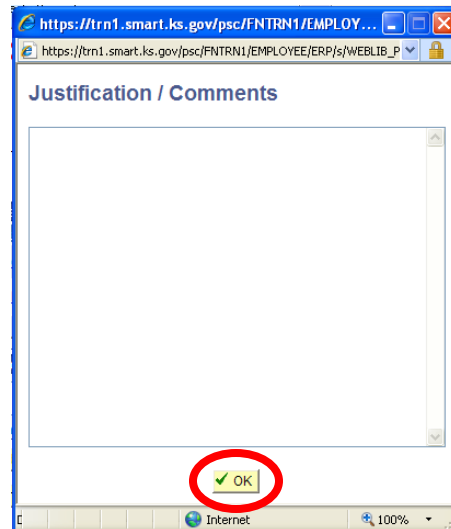 https://trn1.smart.ks.gov/psc/FNTRN1/EMPLOY...
https://trn1.smart.ks.gov/psc/FNTRN1/EMPLOYEE/ERP/s/WEBLIB_P
Justification / Comments
OK
Internet
100%